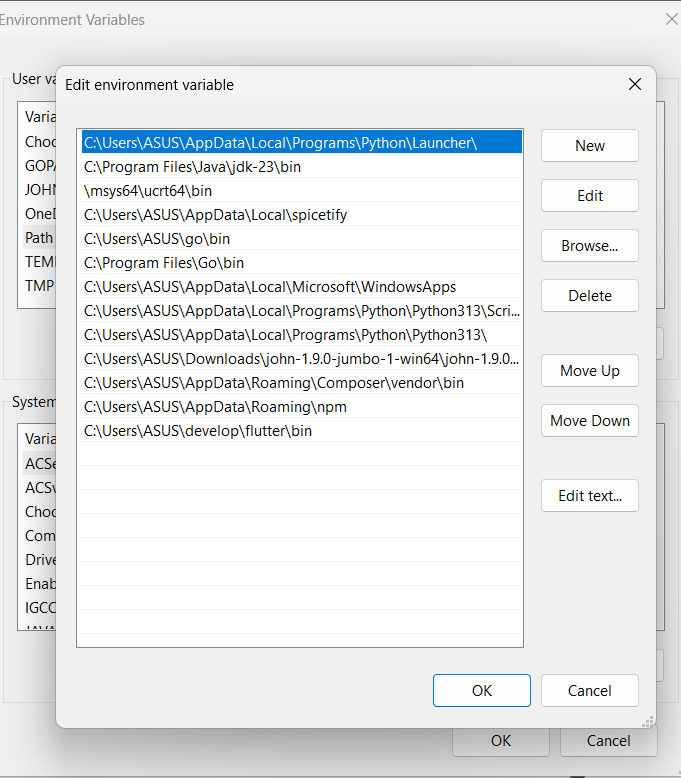 Environment Variables
User va
Edit environment variable
Varia
Choc
GOPA
JOHN
OneD
Path
TEMI
TMP
C:\Users\ASUS\AppData\Local\Programs\Python\Launcher\
C:\Program Files\Java\jdk-23\bin
\msys64\ucrt64\bin
C:\Users\ASUS\AppData\Local\spicetify
C:\Users\ASUS\go\bin
C:\Program Files\Go\bin
C:\Users\ASUS\AppData\Local\Microsoft\WindowsApps
C:\Users\ASUS\AppData\Local\Programs\Python\Python313\Scri...
C:\Users\ASUS\AppData\Local\Programs\Python\Python313\
C:\Users\ASUS\Downloads\john-1.9.0-jumbo-1-win64\john-1.9.0...
C:\Users\ASUS\AppData\Roaming\Composer\vendor\bin
C:\Users\ASUS\AppData\Roaming\npm
C:\Users\ASUS\develop\flutter\bin
New
Edit
Browse...
Delete
Move Up
Move Down
Edit text...
System
Varia
ACSe
ACSv
Choc
Com
Drive
Enab
IGCC
JAVA
OK
Cancel
OK
Cancel